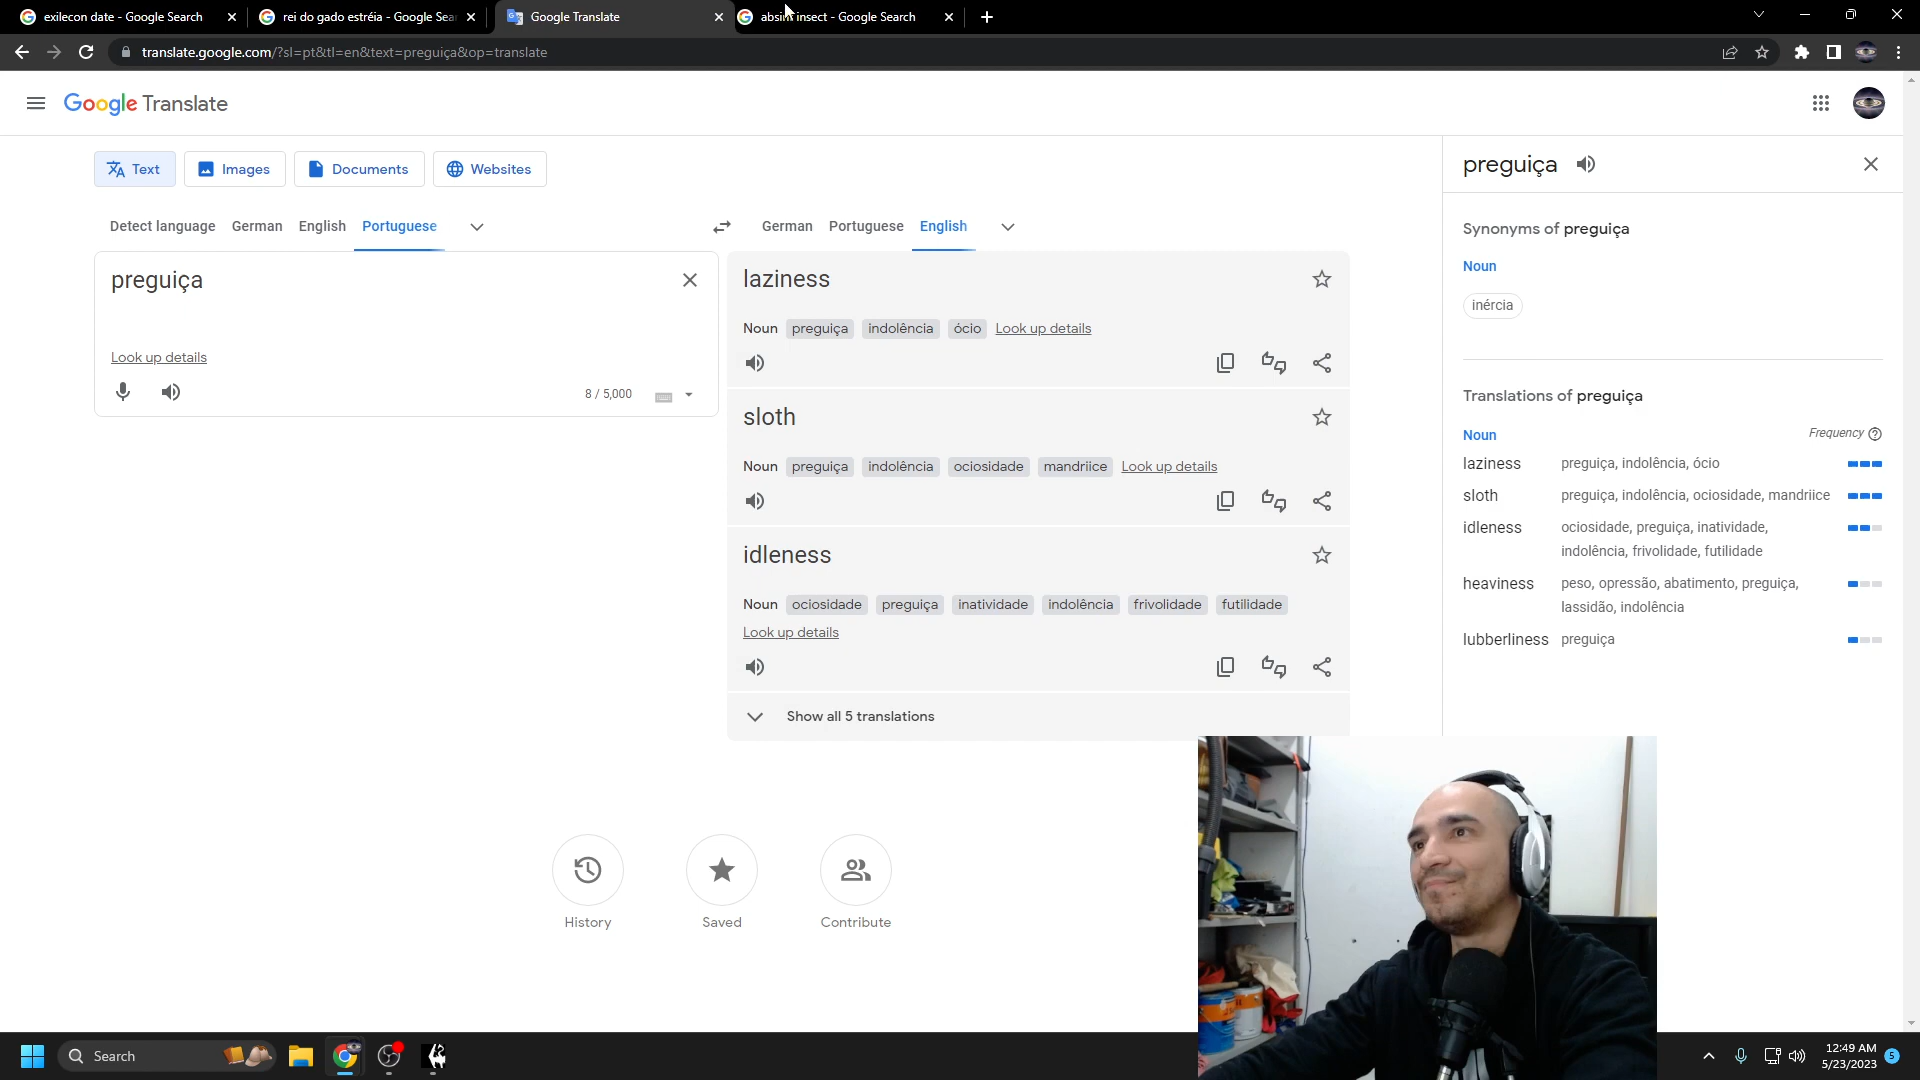 exilecon date - Google Search
rei do gado estréia - Google Sear
Google Translate
insect - Google Search
translate.google.com/?sl=pt&tl=en&text=preguiça&op=translate
Google Translate
Text
Images
Documents
Websites
Detect language
German
English
Portuguese
German
Portuguese
English
preguiça
Look up details
8 / 5,000
laziness
Noun preguiça indolência ócio Look up details
sloth
Noun preguiça indolência ociosidade mandriice Look up details
idleness
Noun ociosidade preguiça inatividade indolência frivolidade futilidade
Look up details
Show all 5 translations
History
Saved
Contribute
preguiça
Synonyms of preguiça
Noun
inércia
Translations of preguiça
Noun
Frequency
laziness preguiça, indolência, ócio
sloth preguiça, indolência, ociosidade, mandriice
idleness ociosidade, preguiça, inatividade,
indolência, frivolidade, futilidade
heaviness peso, opressão, abatimento, preguiça,
lassidão, indolência
lubberliness preguiça
Search
12:49 AM
5/23/2023
5